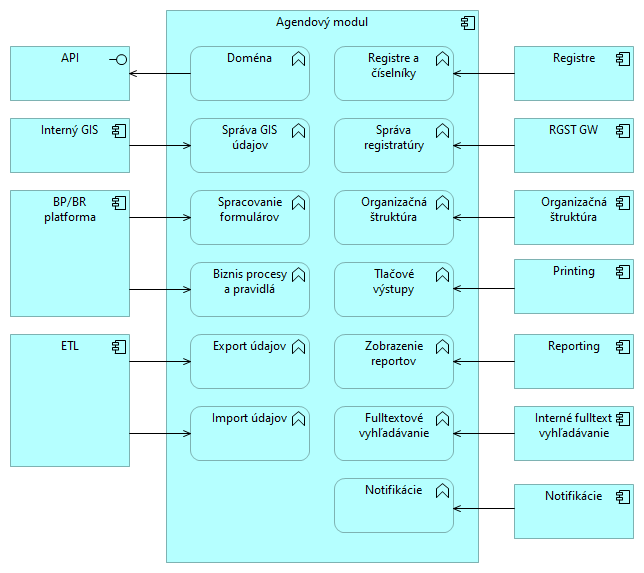 Agendový modul
API
Doména
Registre a
číselníky
Registre
Interný GIS
Správa GIS
údajov
Správa
registratúry
RGST GW
BP/BR
platforma
Spracovanie
formulárov
Organizačná
štruktúra
Organizačná
štruktúra
Biznis procesy
a pravidlá
Tlačové
výstupy
Printing
ETL
Export údajov
Zobrazenie
reportov
Reporting
Import údajov
Fulltextové
vyhľadávanie
Interné fulltext
vyhľadávanie
Notifikácie
Notifikácie